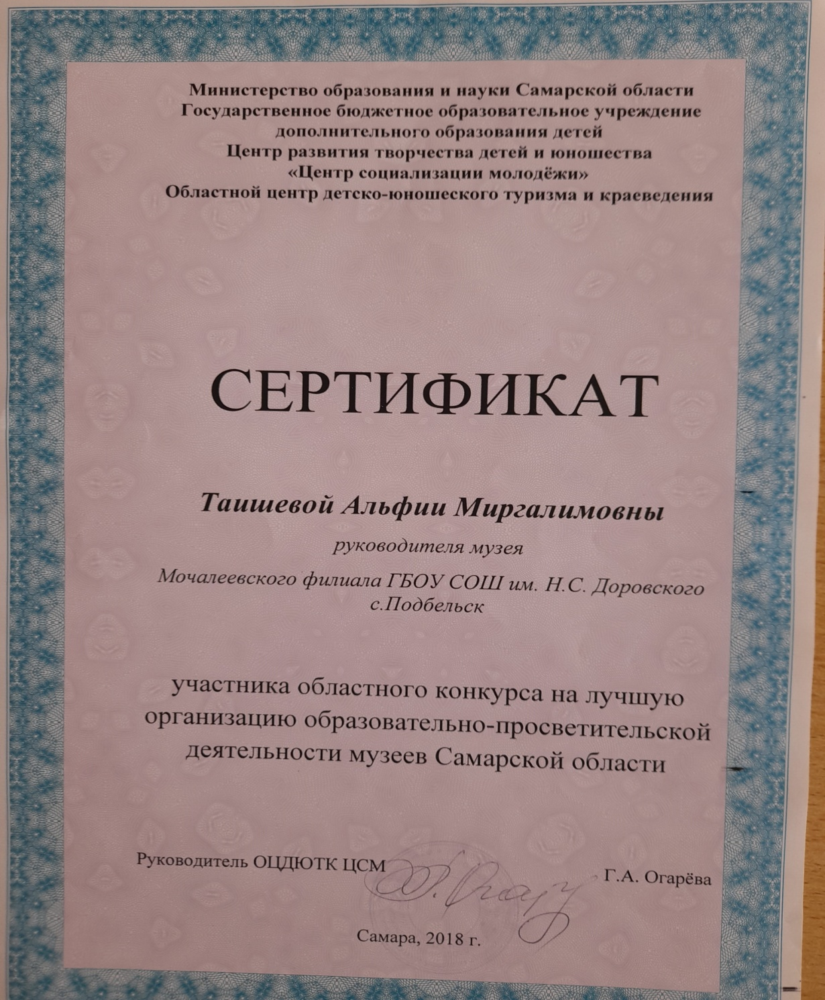 Министерство образования и науки Самарской области
Государственное бюджетное образовательное учреждение
дополнительного образования детей
Центр развития творчества детей и юношества
«Центр социализации молодёжи»
Областной центр детско-юношеского туризма и краеведения
СЕРТИФИКАТ
Таишевой Альфии Миргалимовны
руководителя музея
Мочалеевского филиала ГБОУ СОШ им. Н.С. Доровского
с.Подбельск
участника областного конкурса на лучшую
организацию образовательно-просветительской
деятельности музеев Самарской области
Руководитель ОЦДЮТК ЦСМ
Г.А. Огарёва
Самара, 2018 г.